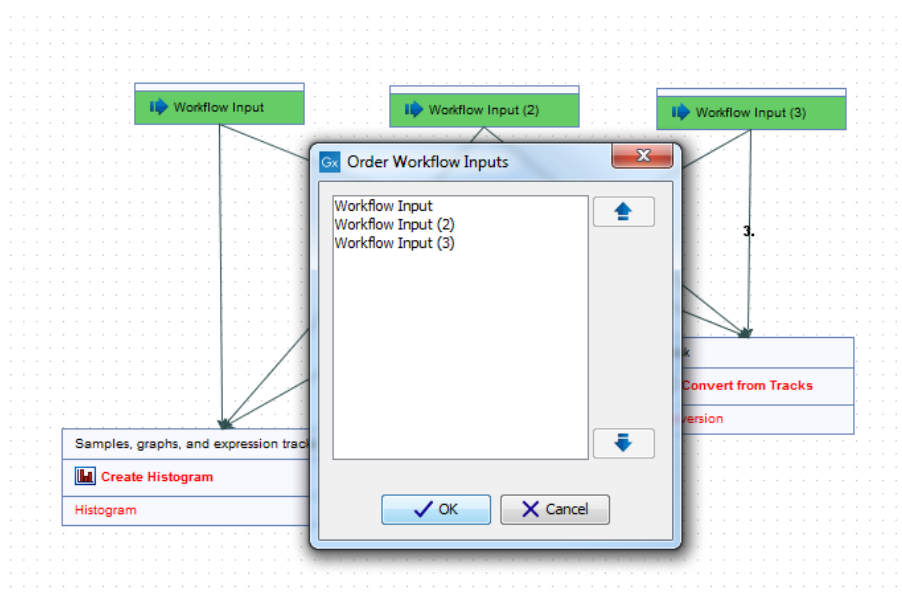 Workflow Input
Workflow Input (2)
Workflow Input (3)
Gx Order Workflow Inputs
Workflow Input
Workflow Input (2)
Workflow Input (3)
3.
Convert from Tracks
Samples, graphs, and expression
Create Histogram
Histogram
OK
Cancel